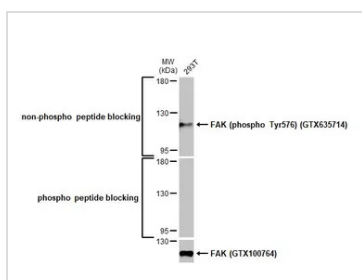 MW
(kDa)
293T
180
non-phospho peptide blocking
130
FAK (phospho Tyr576) (GTX635714)
95
180
phospho peptide blocking
130
95
130
FAK (GTX100764)